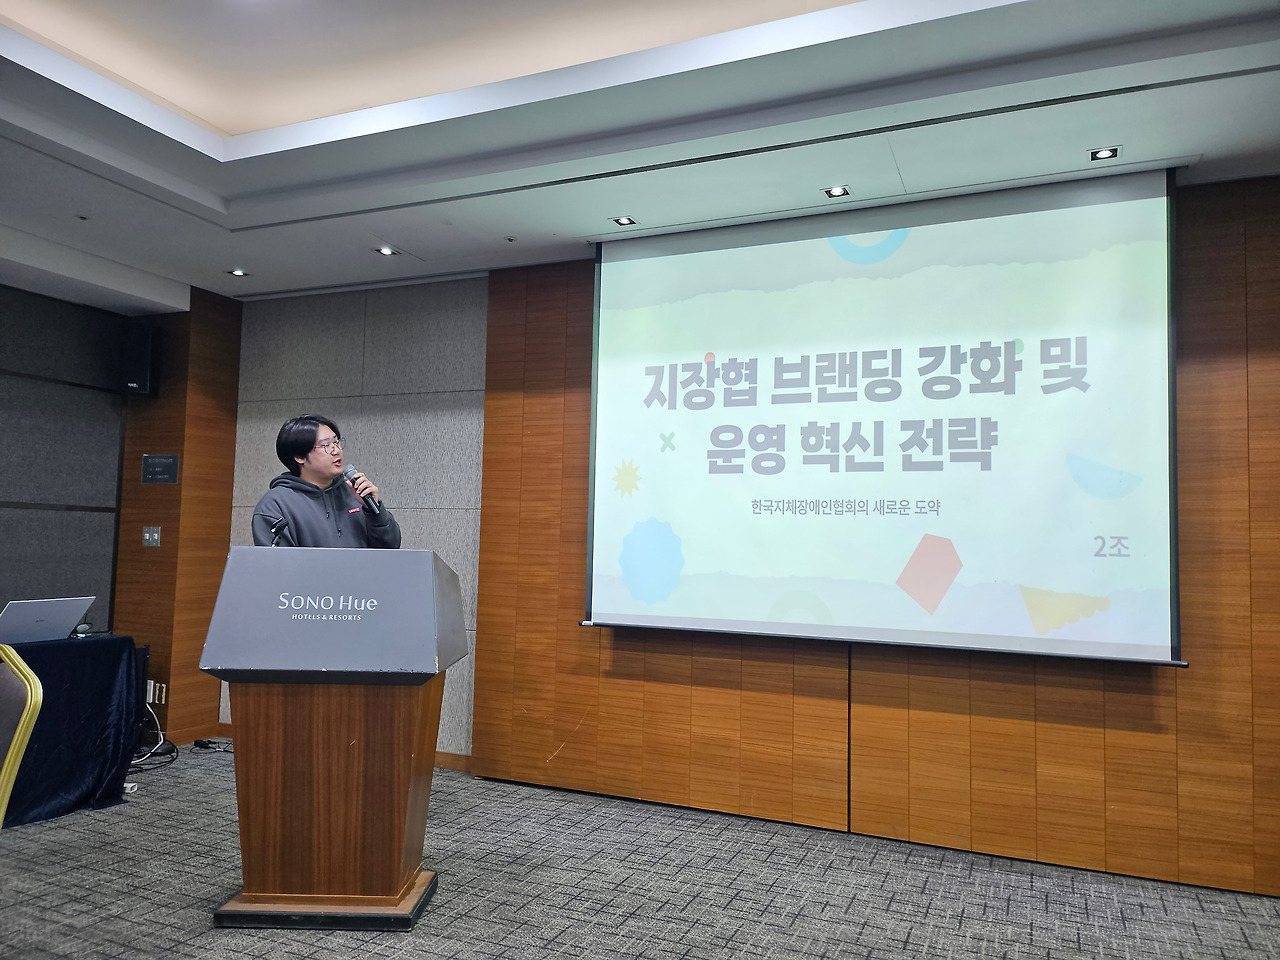 지장협 브랜딩 강화 및
운영 혁신 전략
한국지체장애인협회의 새로운 도약
2조
SONO Hue
HOTELS & RESORTS